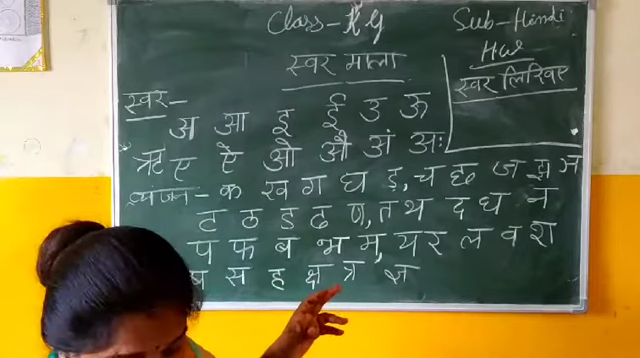 Class-KG
Sub-Hindi
H.W
स्वर माला
स्वर लिखिए
स्वर-
अ आ इ ई उ ऊ
ऋ ए ऐ ओ औ अं अः
व्यंजन- क ख ग घ ङ, च छ ज झ ञ
ट ठ ड ढ ण, त थ द ध न
प फ ब भ म, य र ल व श
ष स ह क्ष त्र ज्ञ